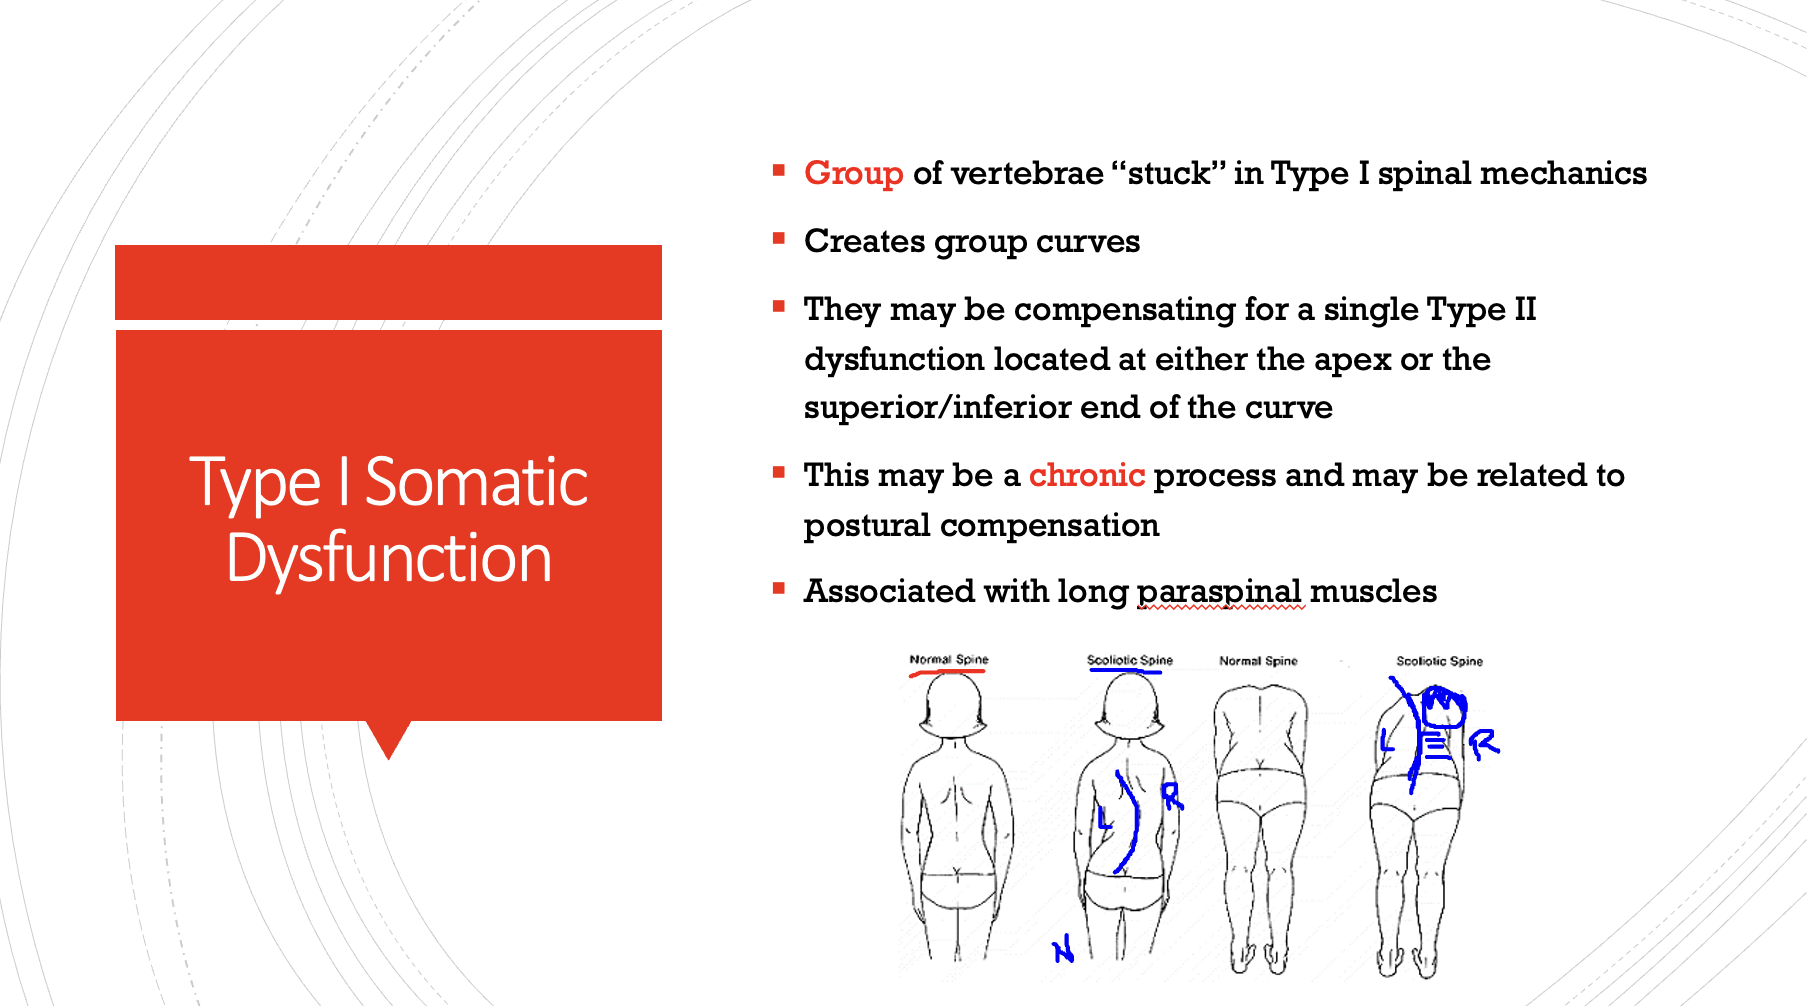 Type I Somatic
Dysfunction
Group of vertebrae “stuck” in Type I spinal mechanics
Creates group curves
They may be compensating for a single Type II
dysfunction located at either the apex or the
superior/inferior end of the curve
This may be a chronic process and may be related to
postural compensation
Associated with long paraspinal muscles
Normal Spine
Scoliotic Spine
Normal Spine
Scoliotic Spine
L
R
L
R
N